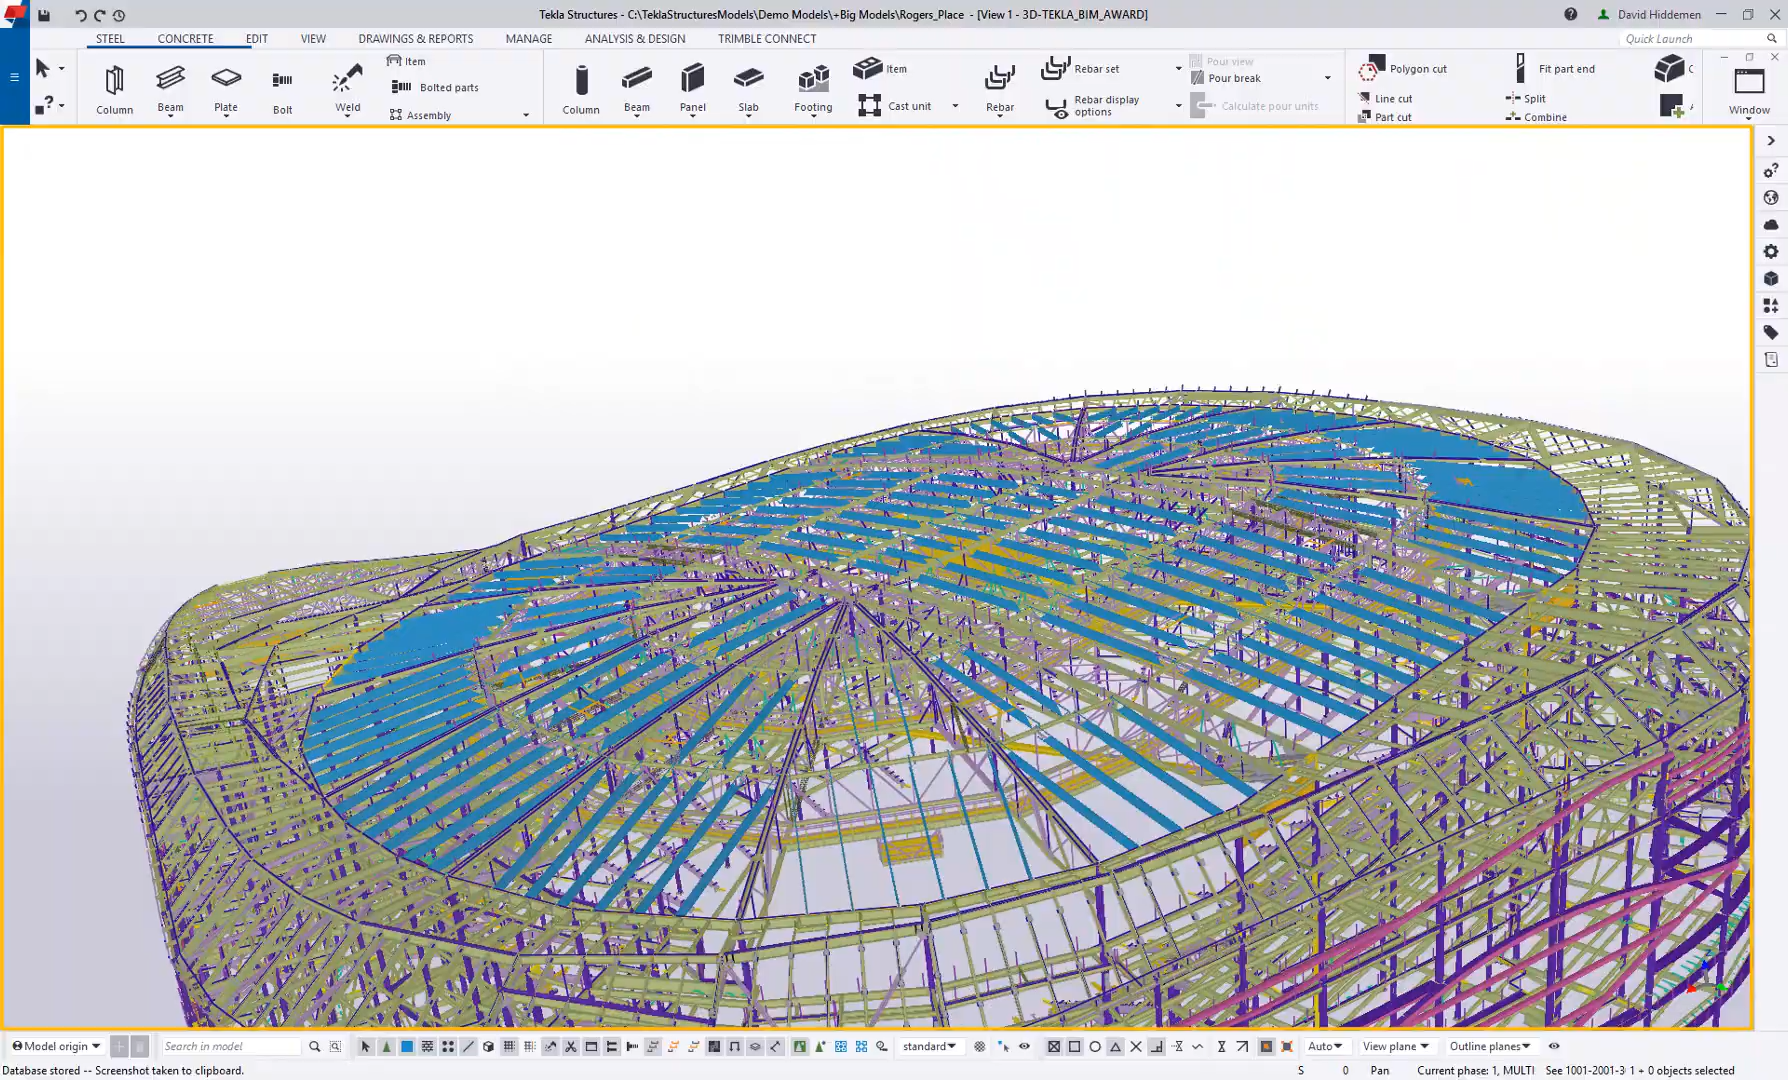 Tekla Structures - C:\TeklaStructuresModels\Demo Models\+Big Models\Rogers_Place - [View 1 - 3D-TEKLA_BIM_AWARD]
David Hiddemen
STEEL CONCRETE EDIT VIEW DRAWINGS & REPORTS MANAGE ANALYSIS & DESIGN TRIMBLE CONNECT
Quick Launch
Column
Beam
Plate
Bolt
Weld
Item
Bolted parts
Assembly
Column
Beam
Panel
Slab
Footing
Item
Cast unit
Rebar
Rebar set
Rebar display
options
Pour view
Pour break
Calculate pour units
Polygon cut
Line cut
Part cut
Fit part end
Split
Combine
C
Window
Model origin
Search in model
standard
Auto
View plane
Outline planes
Database stored -- Screenshot taken to clipboard.
S 0 Pan Current phase: 1, MULTI See 1001-2001-3 1 + 0 objects selected